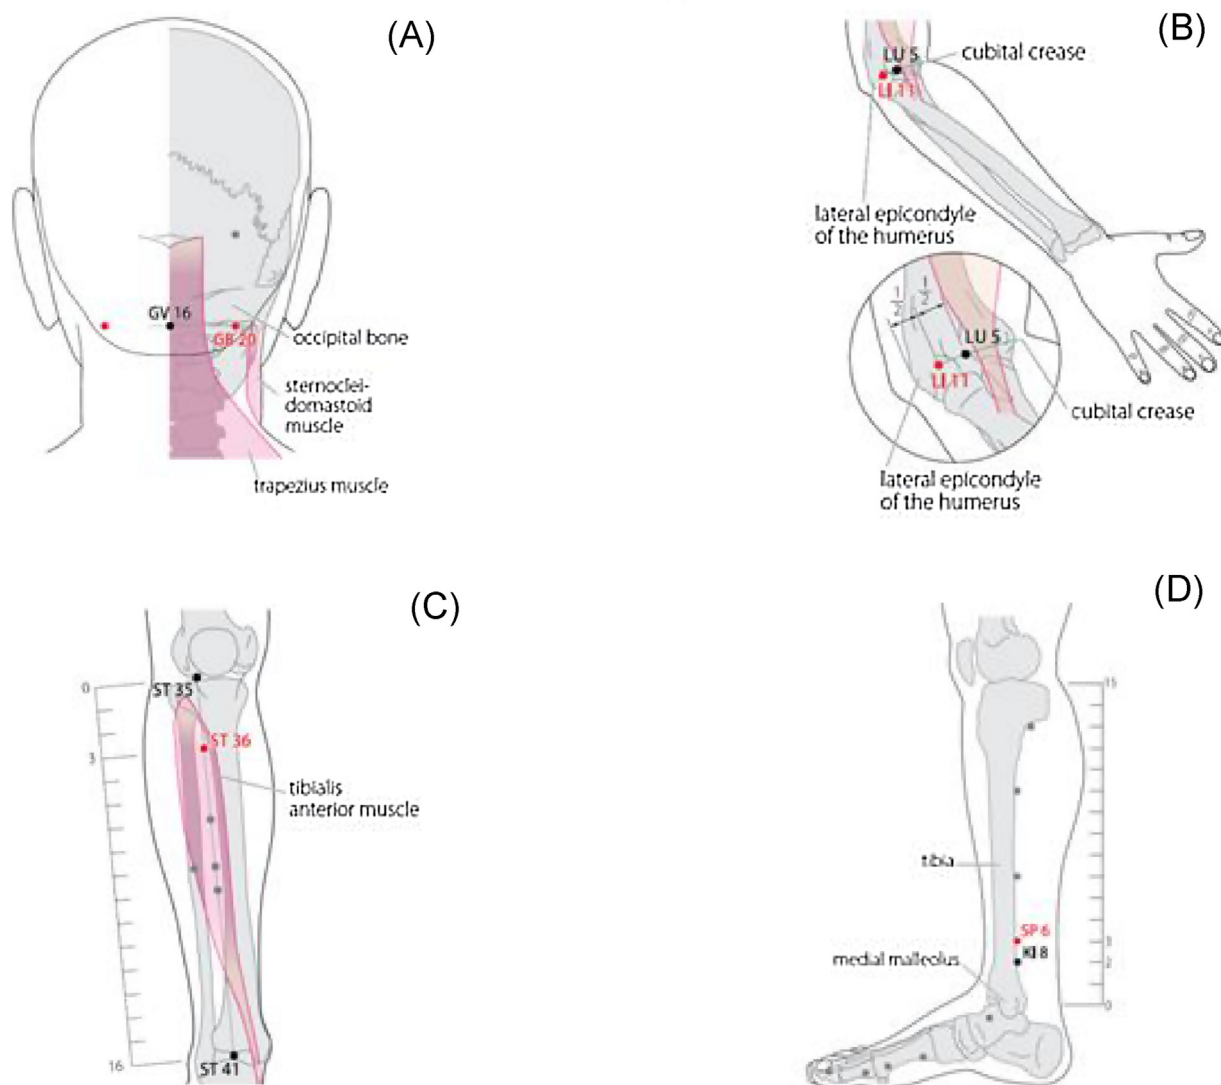 (A)
GV 16
GB 20
occipital bone
sternoclei-
domastoid
muscle
trapezius muscle
(B)
LU 5
cubital crease
LI 11
lateral epicondyle
of the humerus
1/2
1/2
LU 5
LI 11
cubital crease
lateral epicondyle
of the humerus
(C)
0
ST 35
ST 36
3
tibialis
anterior muscle
16
ST 41
(D)
15
tibia
SP 6
3
KI 8
2
medial malleolus
0